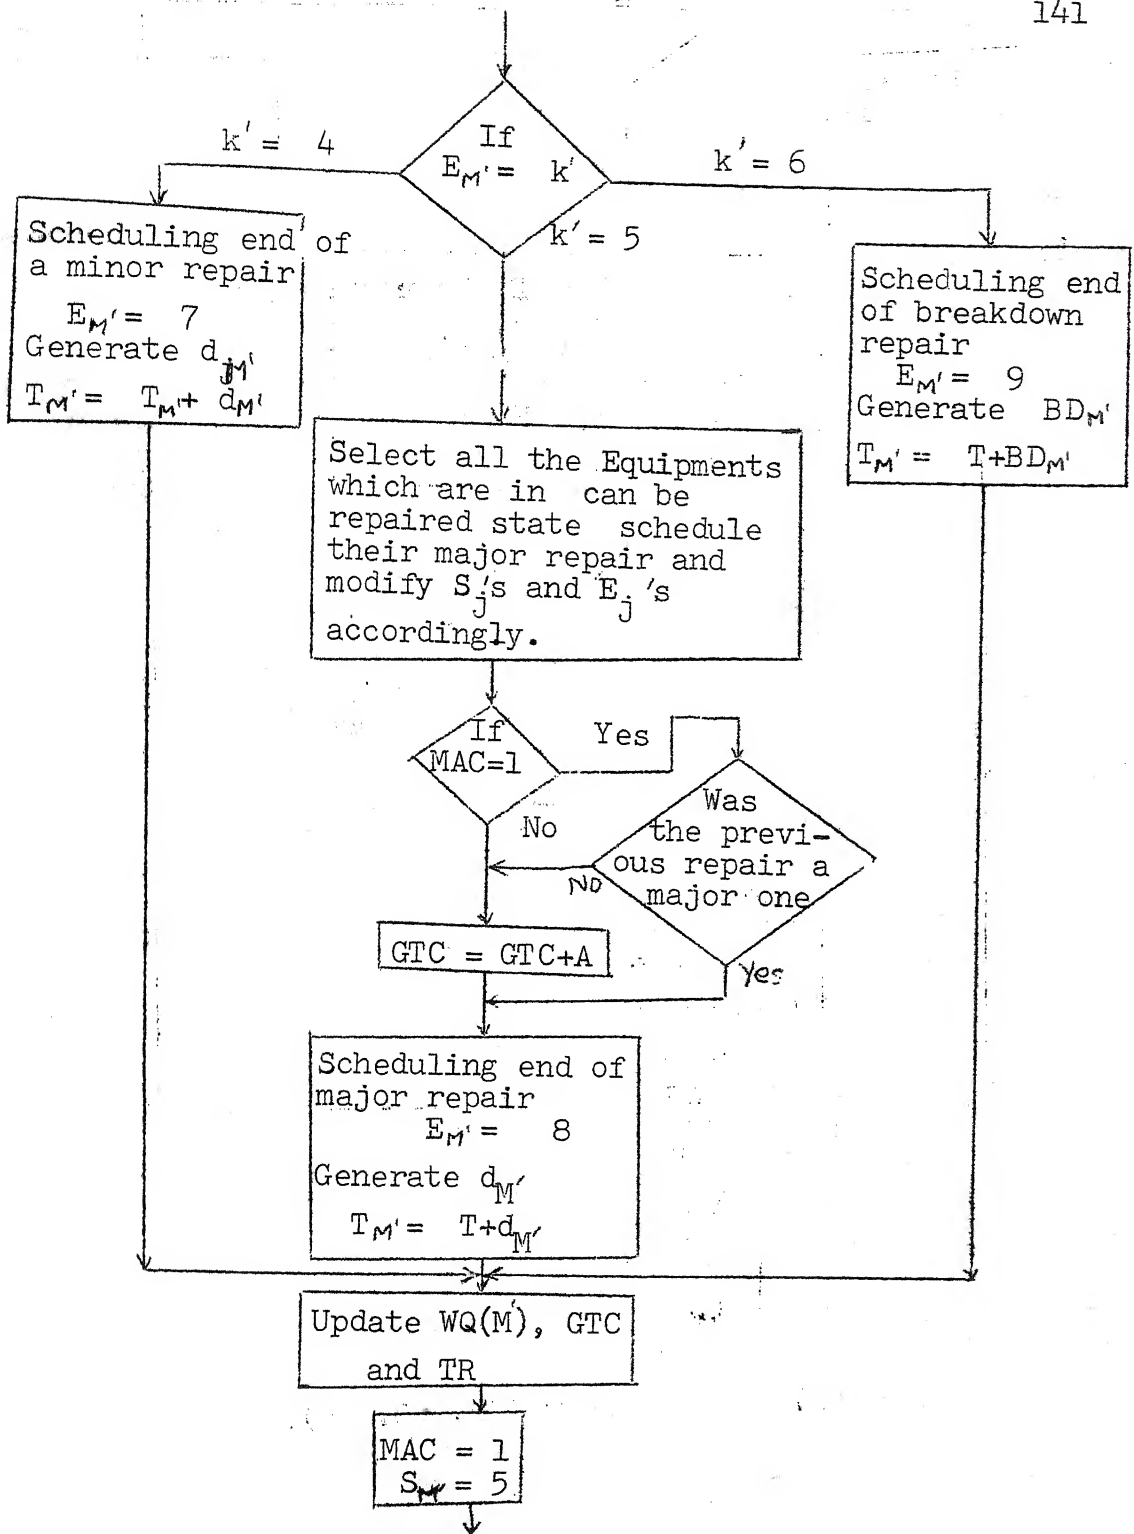 141
If
E_M' = k'
k' = 4
k' = 6
k' = 5
Scheduling end of
a minor repair
E_M' = 7
Generate d_jM'
T_M' = T_M' + d_M'
Scheduling end
of breakdown
repair
E_M' = 9
Generate BD_M'
T_M' = T+BD_M'
Select all the Equipments
which are in can be
repaired state schedule
their major repair and
modify S_j's and E_j's
accordingly.
If
MAC=1
Yes
No
Was
the previ-
ous repair a
major one
NO
Yes
GTC = GTC+A
Scheduling end of
major repair
E_M' = 8
Generate d_M'
T_M' = T+d_M'
Update WQ(M'), GTC
and TR
MAC = 1
S_M' = 5